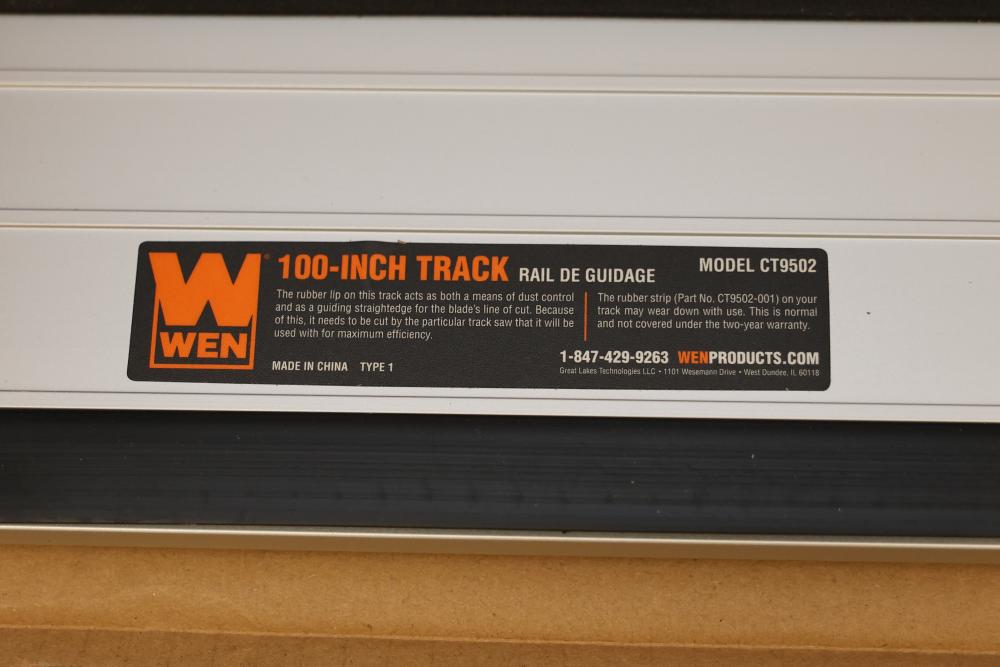 W®
WEN
100-INCH TRACK RAIL DE GUIDAGE
MODEL CT9502
The rubber lip on this track acts as both a means of dust control
and as a guiding straightedge for the blade's line of cut. Because
of this, it needs to be cut by the particular track saw that it will be
used with for maximum efficiency.
The rubber strip (Part No. CT9502-001) on your
track may wear down with use. This is normal
and not covered under the two-year warranty.
MADE IN CHINA TYPE 1
1-847-429-9263 WENPRODUCTS.COM
Great Lakes Technologies LLC • 1101 Wesemann Drive • West Dundee, IL 60118